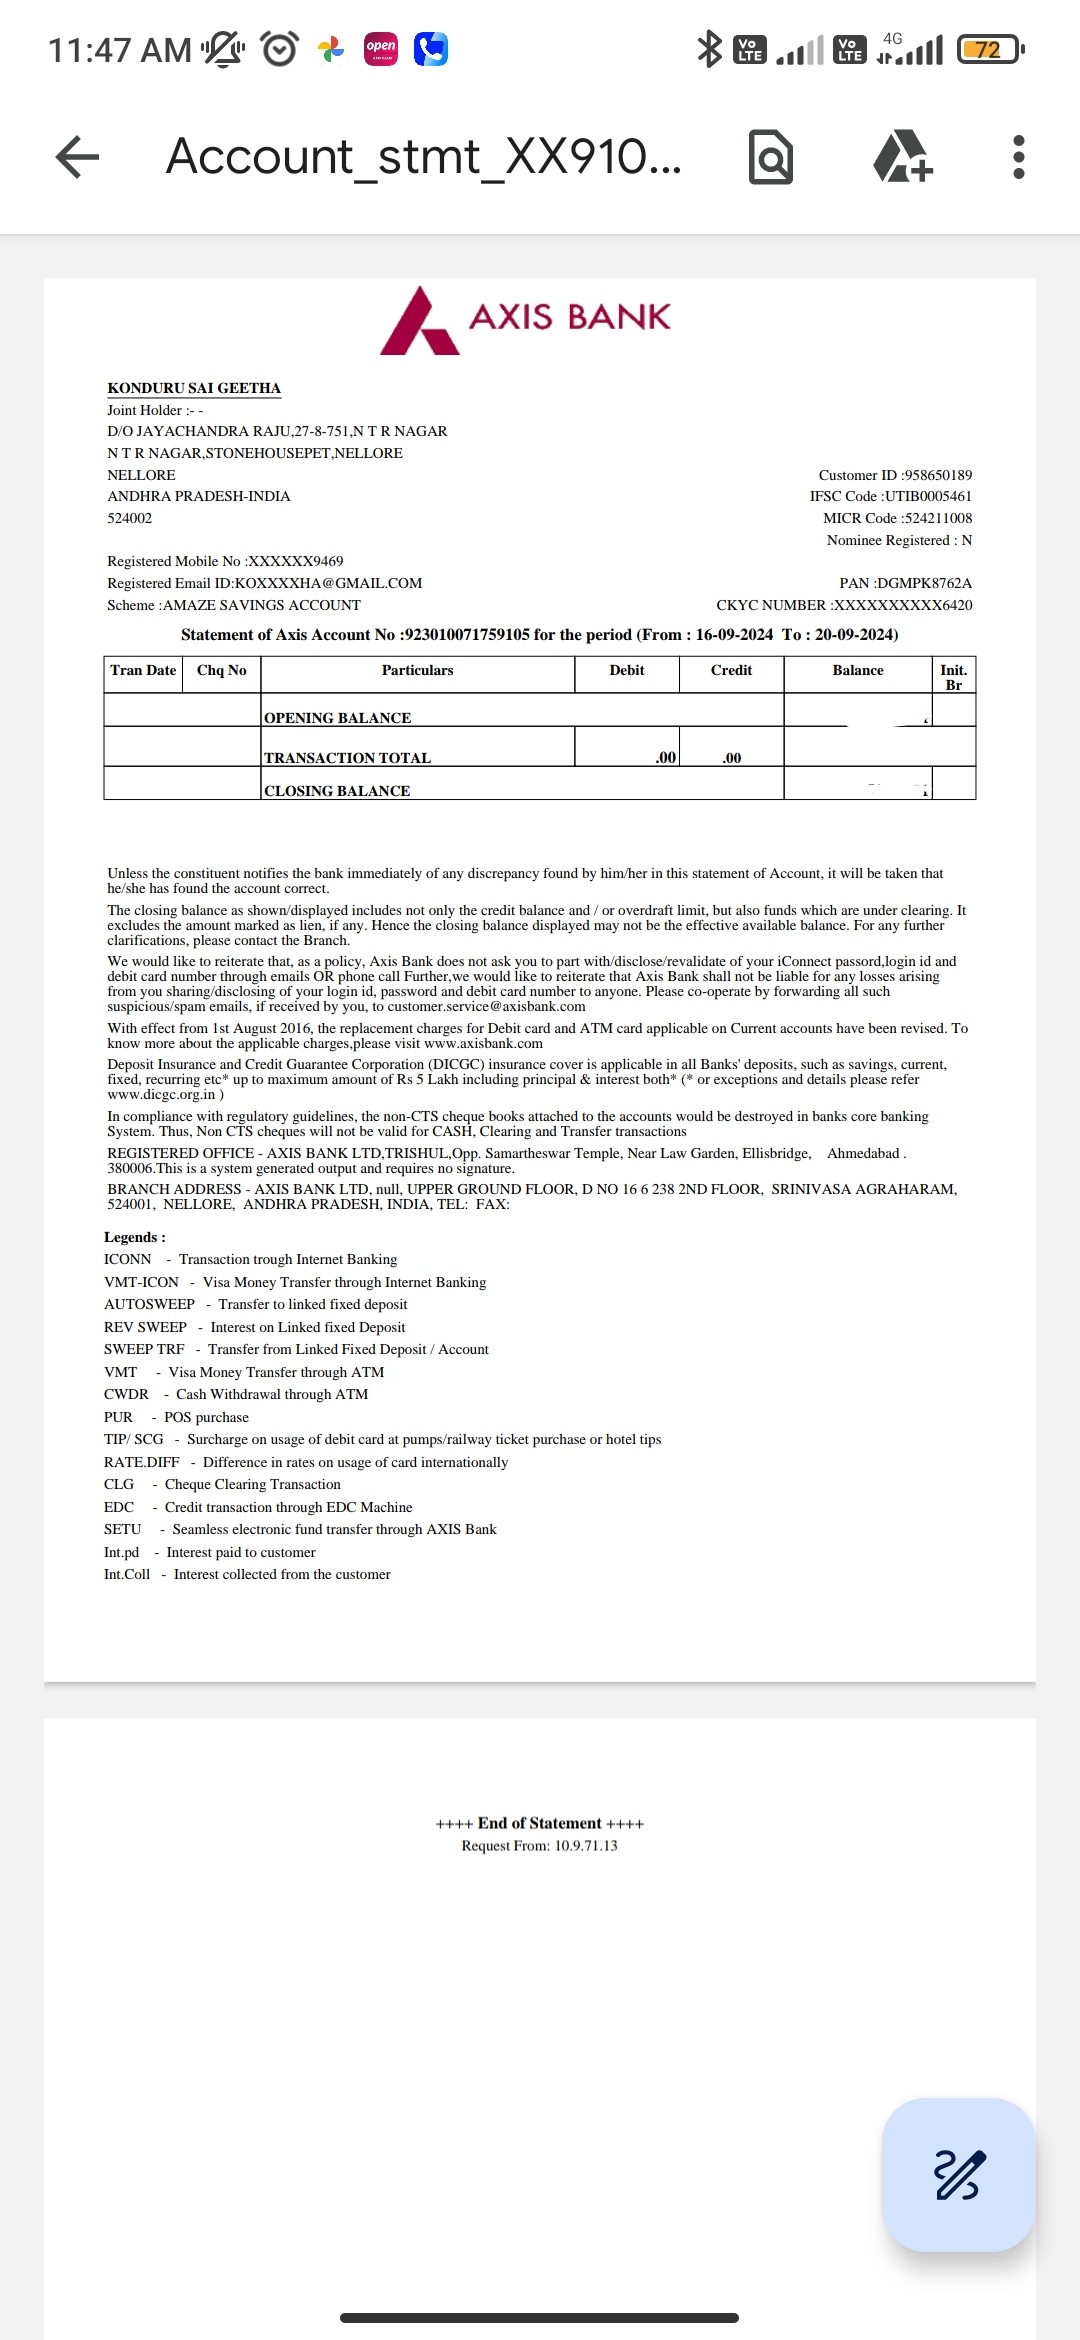 11:47 AM
open
AXIS BANK
Vo LTE
Vo LTE
4G
72
Account_stmt_XX910...
AXIS BANK
KONDURU SAI GEETHA
Joint Holder :- -
D/O JAYACHANDRA RAJU,27-8-751,N T R NAGAR
N T R NAGAR,STONEHOUSEPET,NELLORE
NELLORE
Customer ID :958650189
ANDHRA PRADESH-INDIA
IFSC Code :UTIB0005461
524002
MICR Code :524211008
Nominee Registered : N
Registered Mobile No :XXXXXX9469
Registered Email ID:KOXXXXHA@GMAIL.COM
PAN :DGMPK8762A
Scheme :AMAZE SAVINGS ACCOUNT
CKYC NUMBER :XXXXXXXXXX6420
Statement of Axis Account No :923010071759105 for the period (From : 16-09-2024 To : 20-09-2024)
Tran Date Chq No Particulars Debit Credit Balance Init.
Br
OPENING BALANCE
TRANSACTION TOTAL .00 .00
CLOSING BALANCE
Unless the constituent notifies the bank immediately of any discrepancy found by him/her in this statement of Account, it will be taken that
he/she has found the account correct.
The closing balance as shown/displayed includes not only the credit balance and / or overdraft limit, but also funds which are under clearing. It
excludes the amount marked as lien, if any. Hence the closing balance displayed may not be the effective available balance. For any further
clarifications, please contact the Branch.
We would like to reiterate that, as a policy, Axis Bank does not ask you to part with/disclose/revalidate of your iConnect passord,login id and
debit card number through emails OR phone call Further,we would like to reiterate that Axis Bank shall not be liable for any losses arising
from you sharing/disclosing of your login id, password and debit card number to anyone. Please co-operate by forwarding all such
suspicious/spam emails, if received by you, to customer.service@axisbank.com
With effect from 1st August 2016, the replacement charges for Debit card and ATM card applicable on Current accounts have been revised. To
know more about the applicable charges,please visit www.axisbank.com
Deposit Insurance and Credit Guarantee Corporation (DICGC) insurance cover is applicable in all Banks' deposits, such as savings, current,
fixed, recurring etc* up to maximum amount of Rs 5 Lakh including principal & interest both* (* or exceptions and details please refer
www.dicgc.org.in )
In compliance with regulatory guidelines, the non-CTS cheque books attached to the accounts would be destroyed in banks core banking
System. Thus, Non CTS cheques will not be valid for CASH, Clearing and Transfer transactions
REGISTERED OFFICE - AXIS BANK LTD,TRISHUL,Opp. Samartheswar Temple, Near Law Garden, Ellisbridge, Ahmedabad .
380006.This is a system generated output and requires no signature.
BRANCH ADDRESS - AXIS BANK LTD, null, UPPER GROUND FLOOR, D NO 16 6 238 2ND FLOOR, SRINIVASA AGRAHARAM,
524001, NELLORE, ANDHRA PRADESH, INDIA, TEL: FAX:
Legends :
ICONN - Transaction trough Internet Banking
VMT-ICON - Visa Money Transfer through Internet Banking
AUTOSWEEP - Transfer to linked fixed deposit
REV SWEEP - Interest on Linked fixed Deposit
SWEEP TRF - Transfer from Linked Fixed Deposit / Account
VMT - Visa Money Transfer through ATM
CWDR - Cash Withdrawal through ATM
PUR - POS purchase
TIP/ SCG - Surcharge on usage of debit card at pumps/railway ticket purchase or hotel tips
RATE.DIFF - Difference in rates on usage of card internationally
CLG - Cheque Clearing Transaction
EDC - Credit transaction through EDC Machine
SETU - Seamless electronic fund transfer through AXIS Bank
Int.pd - Interest paid to customer
Int.Coll - Interest collected from the customer
++++ End of Statement ++++
Request From: 10.9.71.13